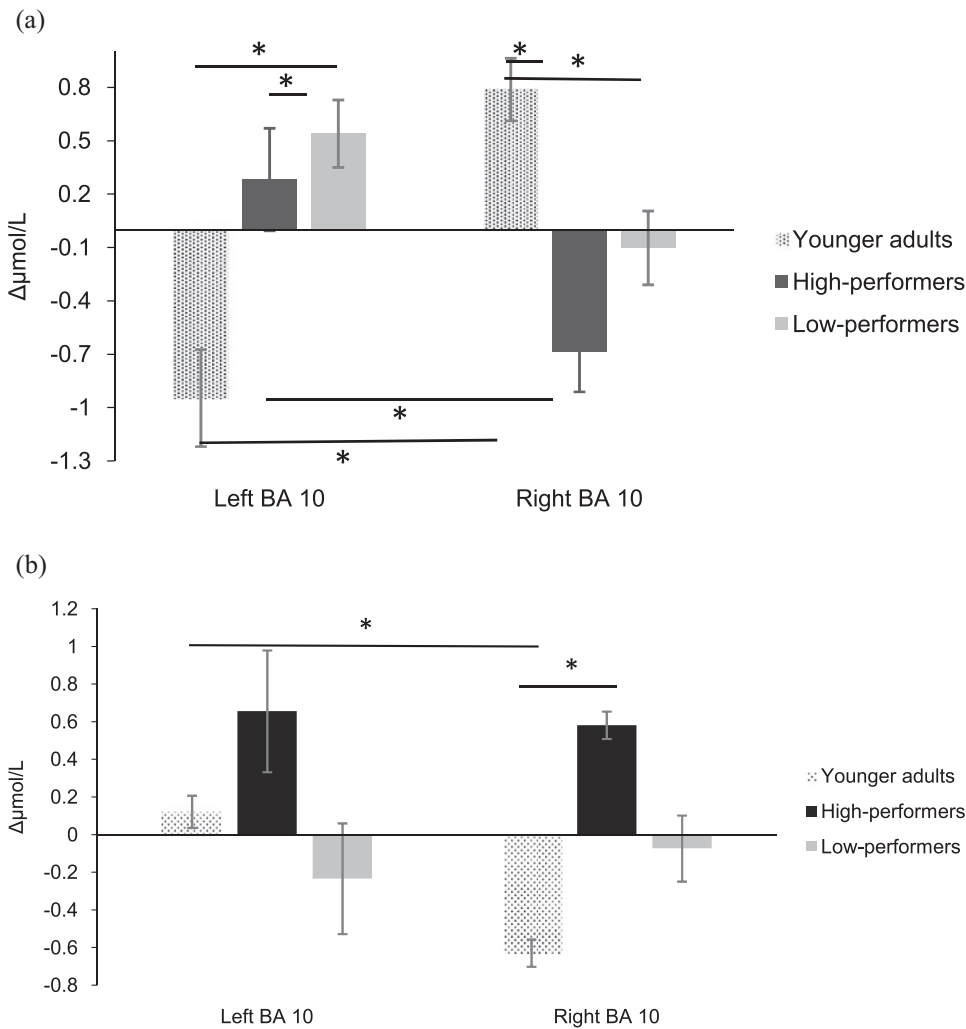 (a)
*
*
*
*
0.8
0.5
0.2
-0.1
-0.4
-0.7
-1
-1.3
Δµmol/L
*
*
Younger adults
High-performers
Low-performers
Left BA 10
Right BA 10
(b)
1.2
1
0.8
0.6
0.4
0.2
0
-0.2
-0.4
-0.6
-0.8
Δµmol/L
*
*
Younger adults
High-performers
Low-performers
Left BA 10
Right BA 10